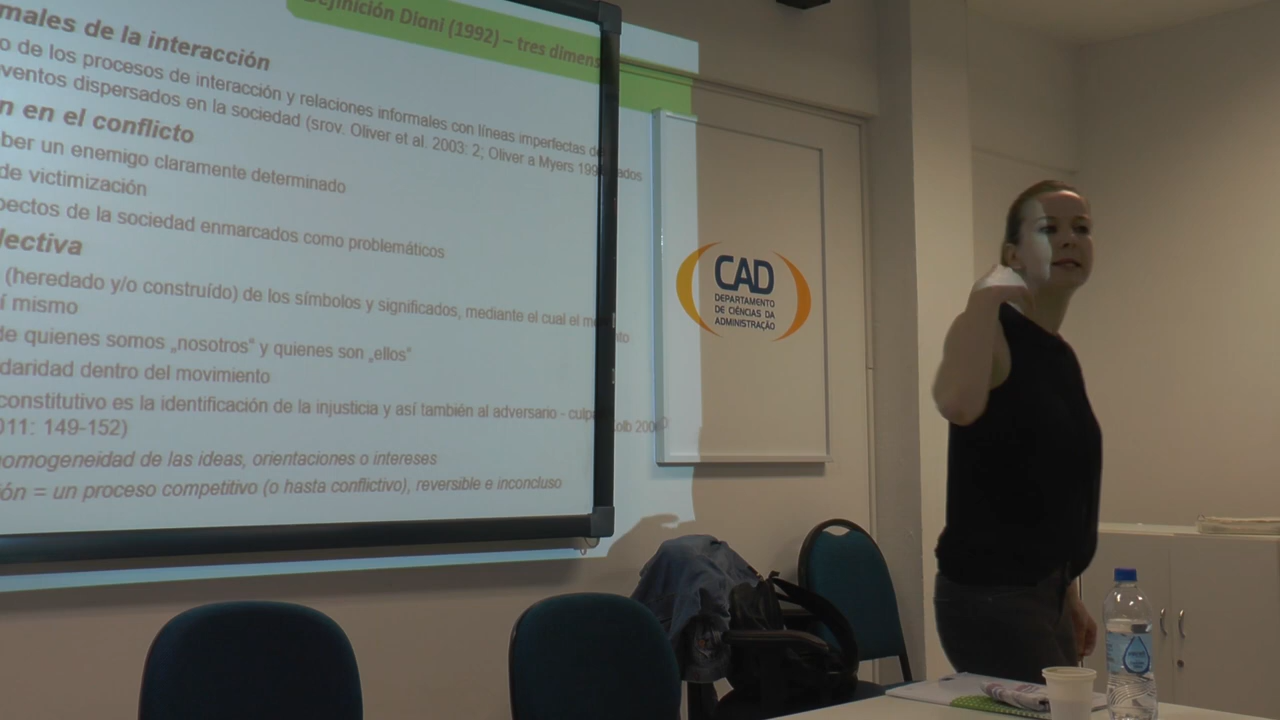 Definición Diani (1992) – tres dimens
males de la interacción
o de los procesos de interacción y relaciones informales con líneas imperfectas de
eventos dispersados en la sociedad (srov. Oliver et al. 2003: 2; Oliver a Myers 199
n en el conflicto
ber un enemigo claramente determinado
de victimización
pectos de la sociedad enmarcados como problemáticos
lectiva
(heredado y/o construído) de los símbolos y significados, mediante el cual el mo
í mismo
de quienes somos „nosotros“ y quienes son „ellos“
daridad dentro del movimiento
constitutivo es la identificación de la injusticia y así también al adversario - culpa
011: 149-152)
homogeneidad de las ideas, orientaciones o intereses
ión = un proceso competitivo (o hasta conflictivo), reversible e inconcluso
CAD
DEPARTAMENTO
DE CIÊNCIAS DA
ADMINISTRAÇÃO